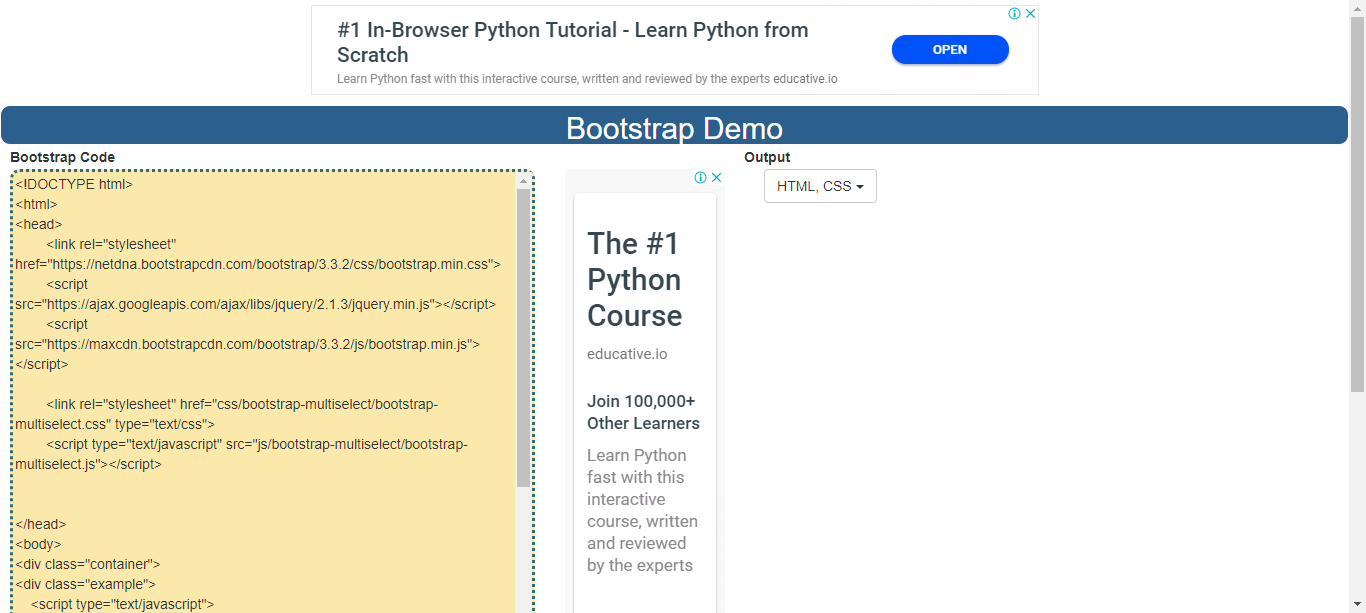 #1 In-Browser Python Tutorial - Learn Python from
Scratch
Learn Python fast with this interactive course, written and reviewed by the experts educative.io
OPEN
Bootstrap Demo
Bootstrap Code
<!DOCTYPE html>
<html>
<head>
<link rel="stylesheet"
href="https://netdna.bootstrapcdn.com/bootstrap/3.3.2/css/bootstrap.min.css">
<script
src="https://ajax.googleapis.com/ajax/libs/jquery/2.1.3/jquery.min.js"></script>
<script
src="https://maxcdn.bootstrapcdn.com/bootstrap/3.3.2/js/bootstrap.min.js">
</script>
<link rel="stylesheet" href="css/bootstrap-multiselect/bootstrap-
multiselect.css" type="text/css">
<script type="text/javascript" src="js/bootstrap-multiselect/bootstrap-
multiselect.js"></script>
</head>
<body>
<div class="container">
<div class="example">
<script type="text/javascript">
The #1
Python
Course
educative.io
Join 100,000+
Other Learners
Learn Python
fast with this
interactive
course, written
and reviewed
by the experts
Output
HTML, CSS